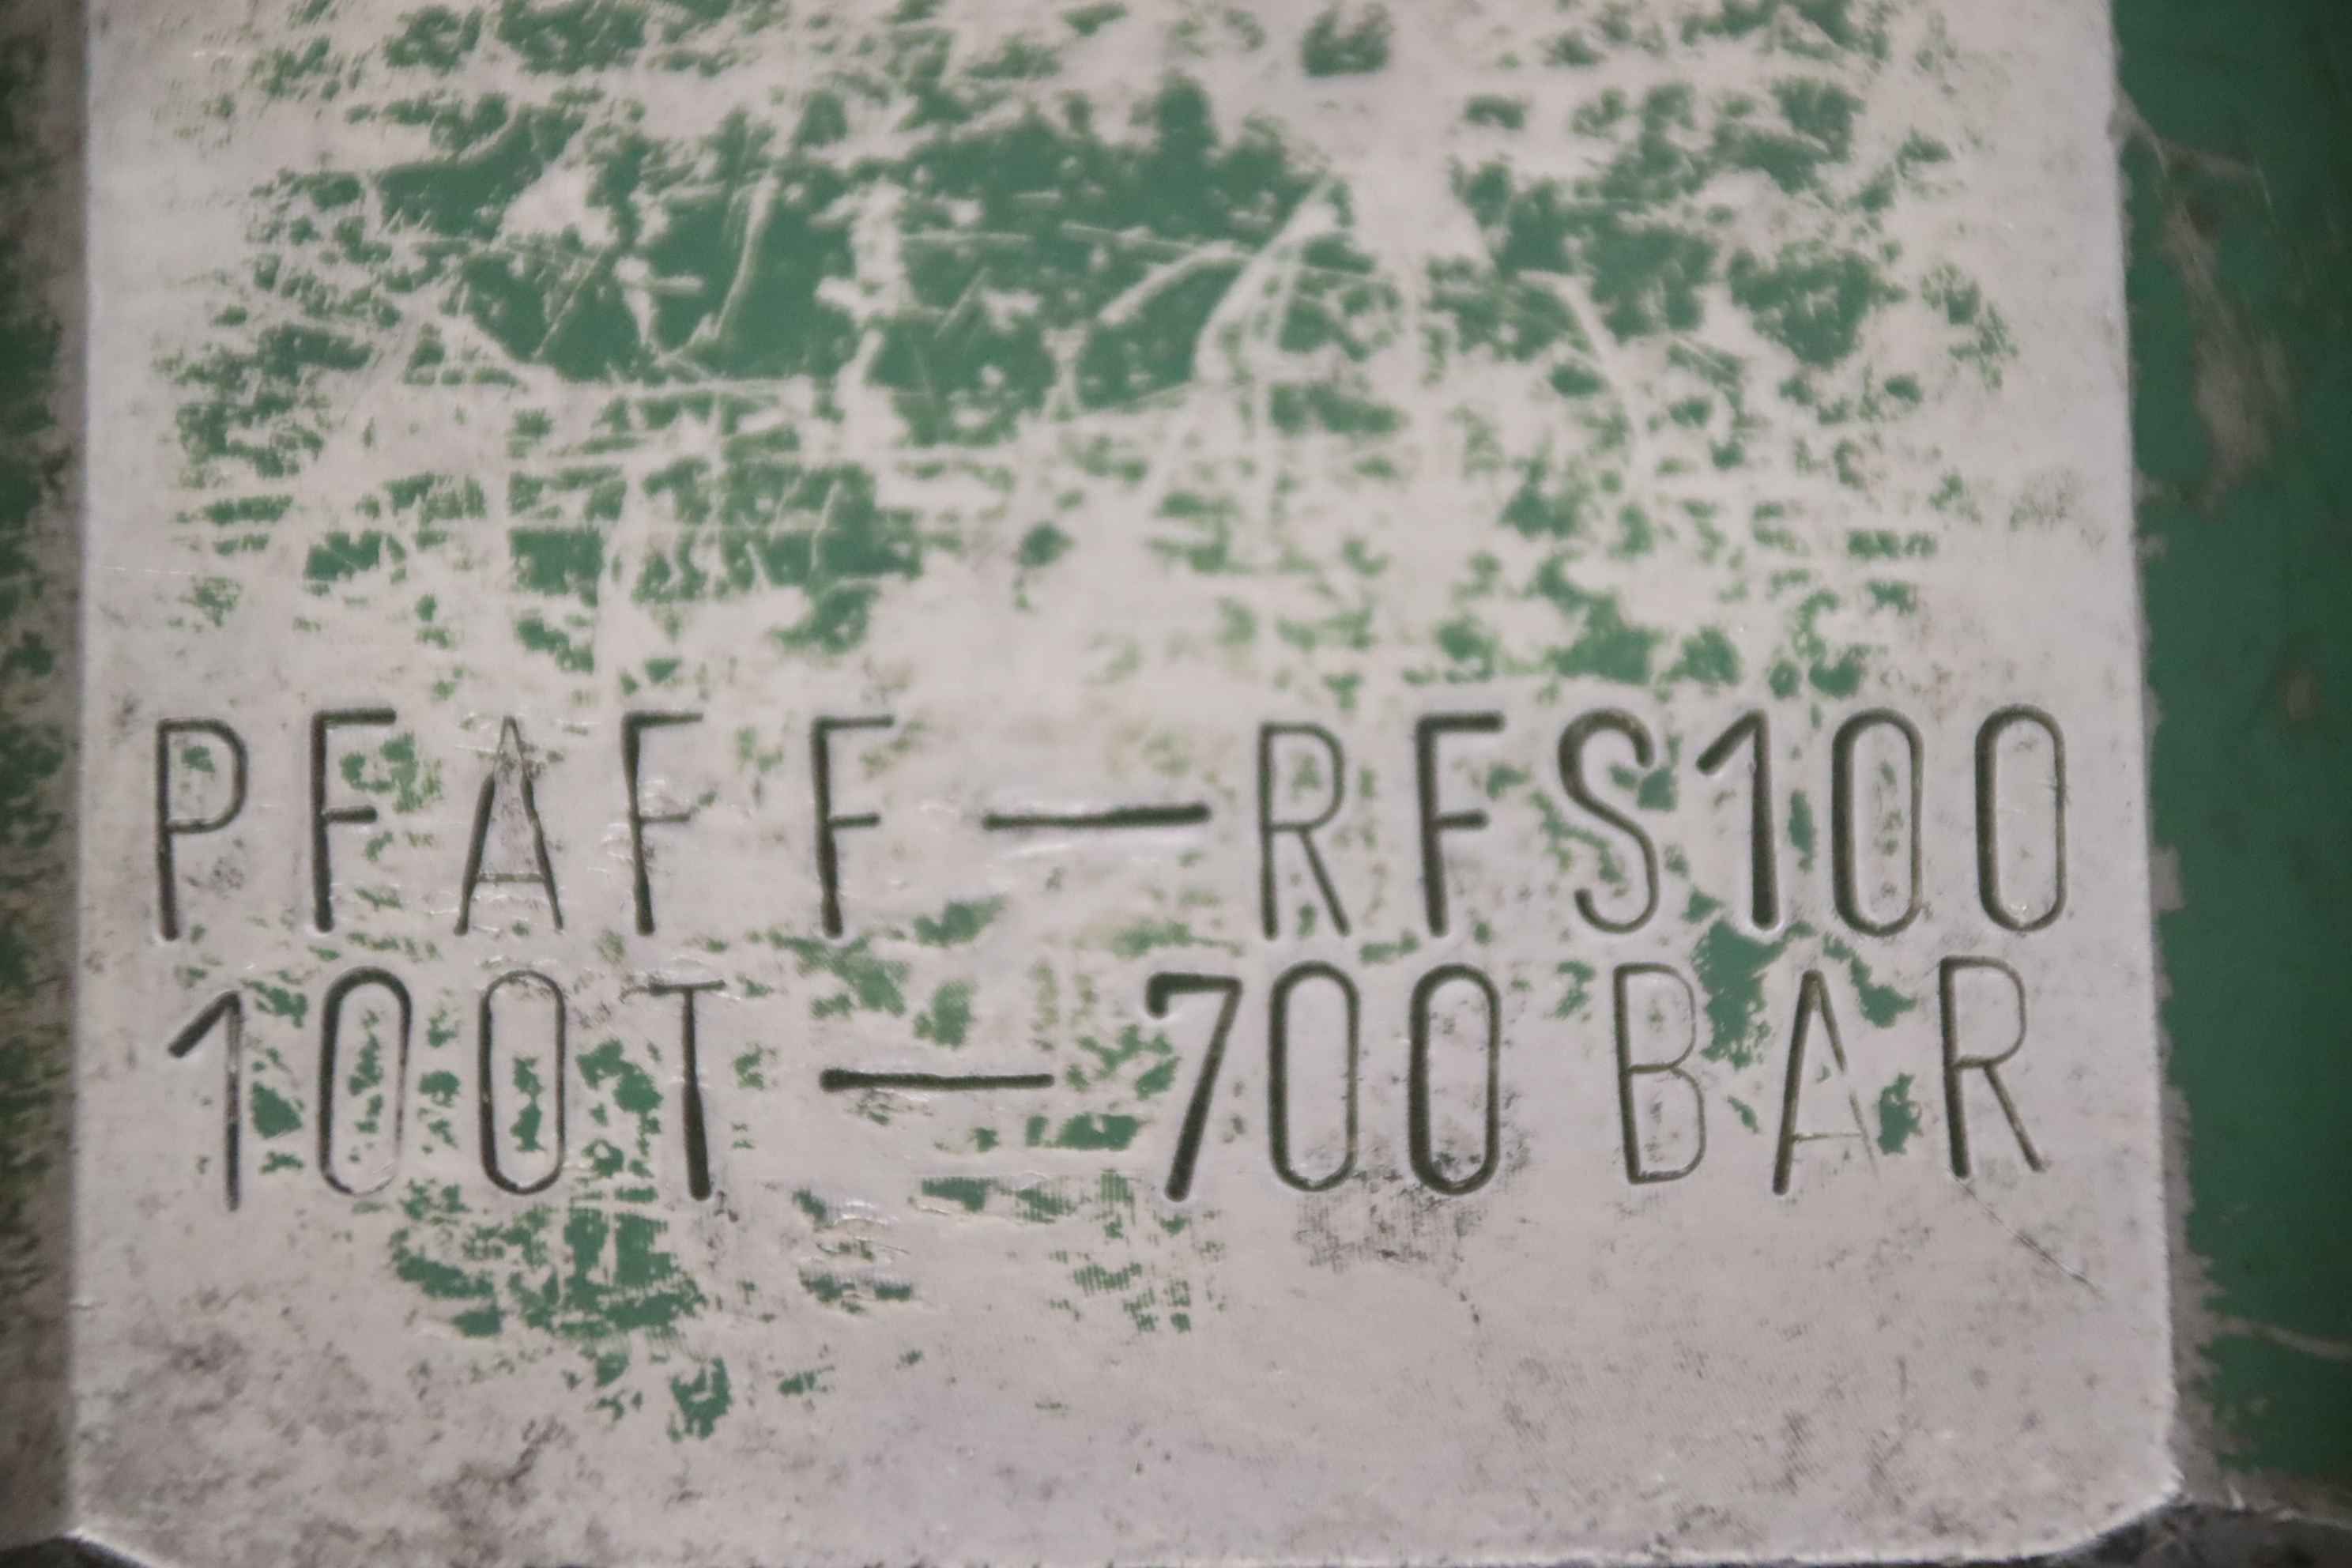 PFAFF — RFS100
100T — 700 BAR